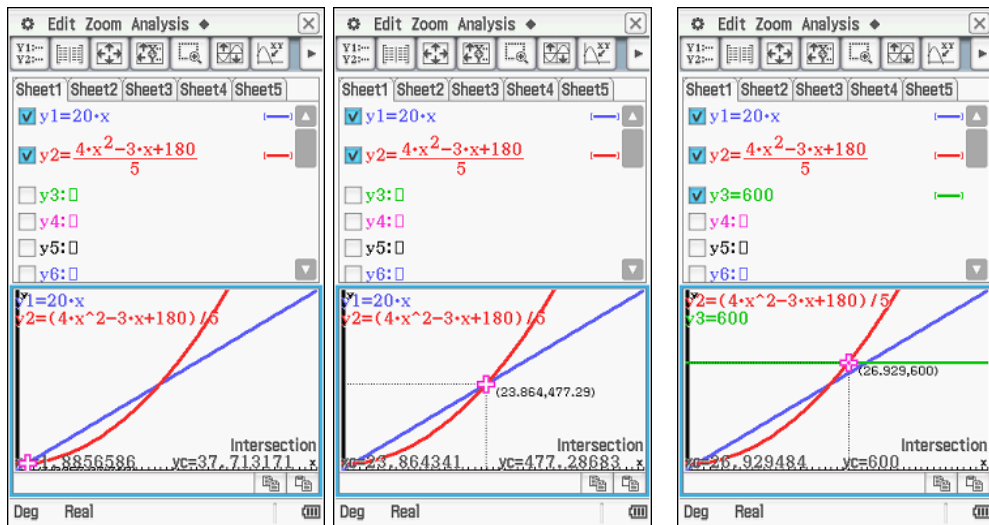 Edit Zoom Analysis
Sheet1 Sheet2 Sheet3 Sheet4 Sheet5
y1=20·x
y2=(4·x²-3·x+180)/5
y3:
y4:
y5:
y6:
y1=20·x
y2=(4·x^2-3·x+180)/5
Intersection
xc=1.8856586 yc=37.713171 x
Deg Real
Edit Zoom Analysis
Sheet1 Sheet2 Sheet3 Sheet4 Sheet5
y1=20·x
y2=(4·x²-3·x+180)/5
y3:
y4:
y5:
y6:
y1=20·x
y2=(4·x^2-3·x+180)/5
(23.864,477.29)
Intersection
xc=23.864341 yc=477.28683 x
Deg Real
Edit Zoom Analysis
Sheet1 Sheet2 Sheet3 Sheet4 Sheet5
y1=20·x
y2=(4·x²-3·x+180)/5
y3=600
y4:
y5:
y6:
y2=(4·x^2-3·x+180)/5
y3=600
(26.929,600)
Intersection
xc=26.929484 yc=600 x
Deg Real